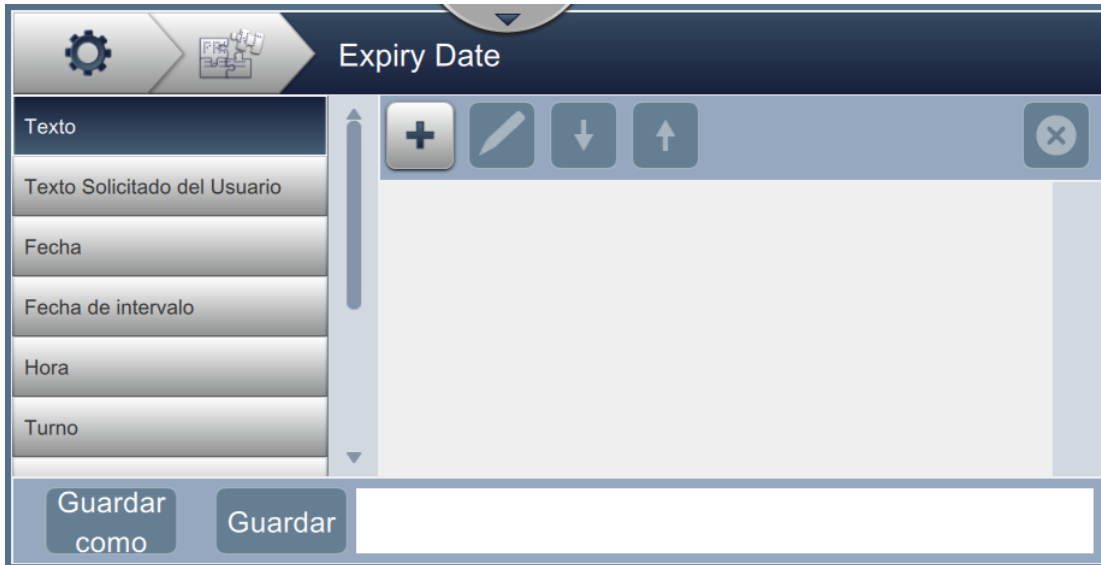 Expiry Date
Texto
Texto Solicitado del Usuario
Fecha
Fecha de intervalo
Hora
Turno
Guardar
como
Guardar